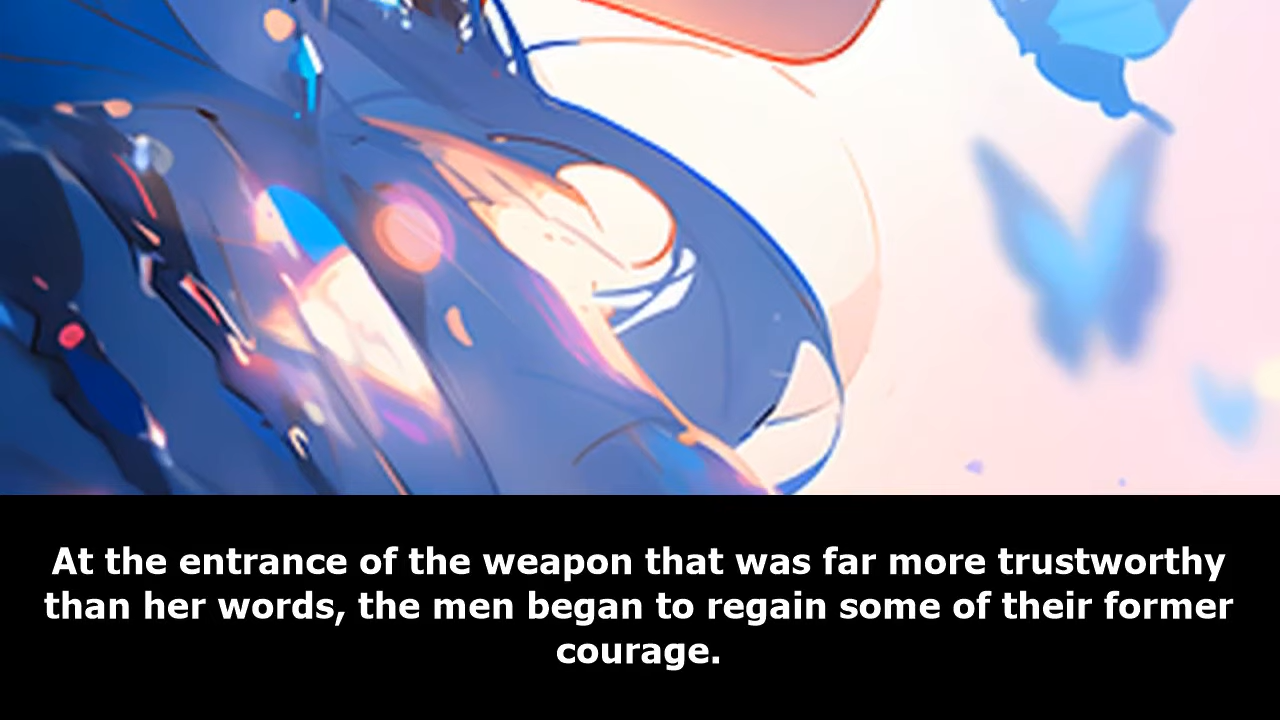 At the entrance of the weapon that was far more trustworthy
than her words, the men began to regain some of their former
courage.